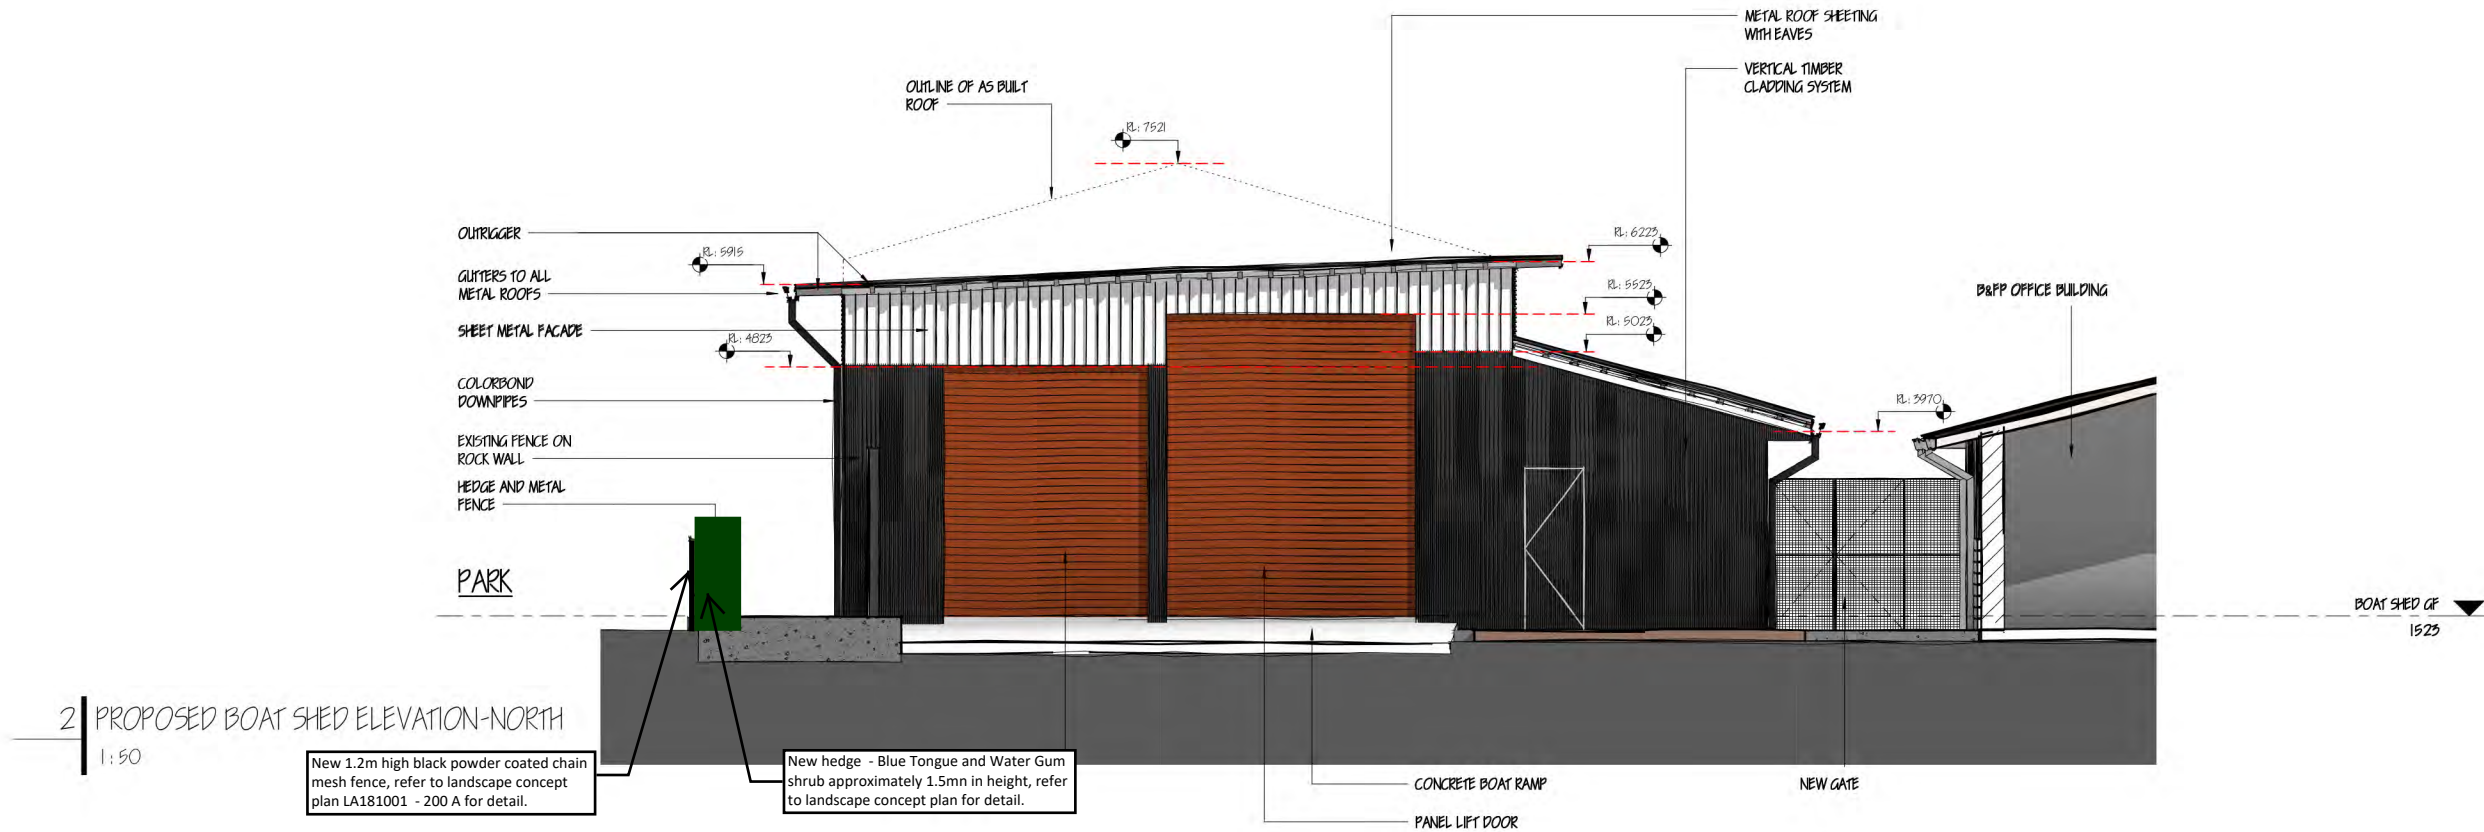 METAL ROOF SHEETING
WITH EAVES
VERTICAL TIMBER
CLADDING SYSTEM
OUTLINE OF AS BUILT
ROOF
RL: 7521
OUTRIGGER
RL: 5915
RL: 6223
GUTTERS TO ALL
METAL ROOFS
RL: 5523
B&FP OFFICE BUILDING
SHEET METAL FACADE
RL: 4823
RL: 5023
COLORBOND
DOWNPIPES
RL: 3970
EXISTING FENCE ON
ROCK WALL
HEDGE AND METAL
FENCE
PARK
BOAT SHED GF
1523
2 PROPOSED BOAT SHED ELEVATION-NORTH
1:50
New 1.2m high black powder coated chain
mesh fence, refer to landscape concept
plan LA181001 - 200 A for detail.
New hedge - Blue Tongue and Water Gum
shrub approximately 1.5mn in height, refer
to landscape concept plan for detail.
CONCRETE BOAT RAMP
NEW GATE
PANEL LIFT DOOR